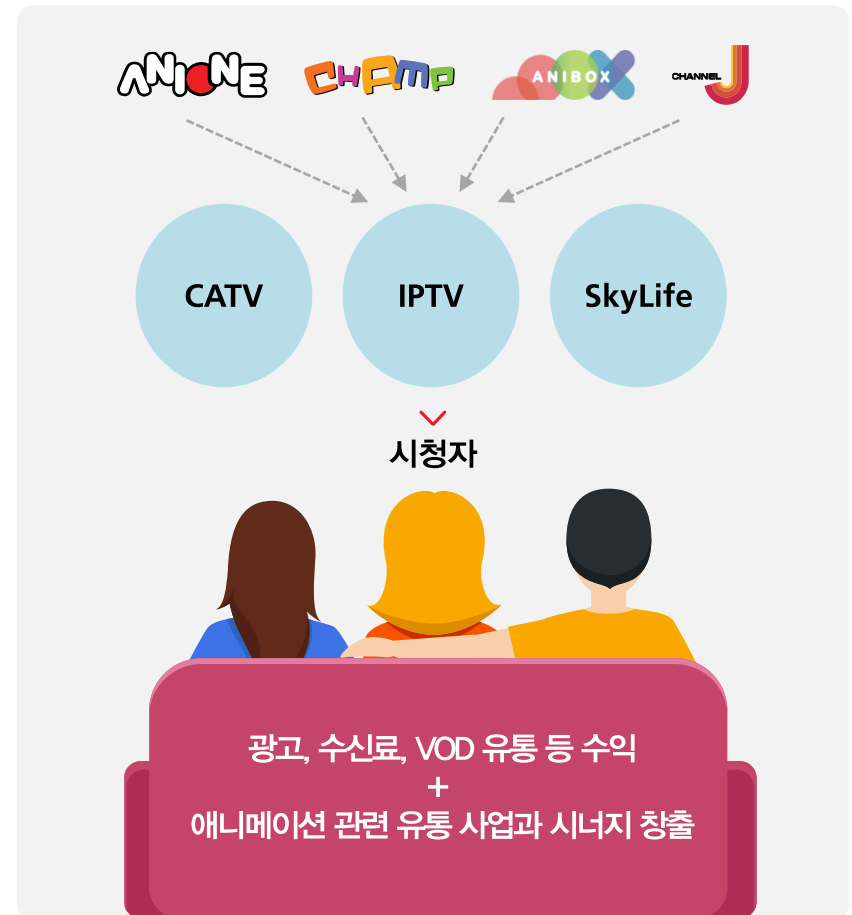 ANIONE
CHAMP
ANIBOX
CHANNEL J
CATV
IPTV
SkyLife
시청자
광고, 수신료, VOD 유통 등 수익
+
애니메이션 관련 유통 사업과 시너지 창출